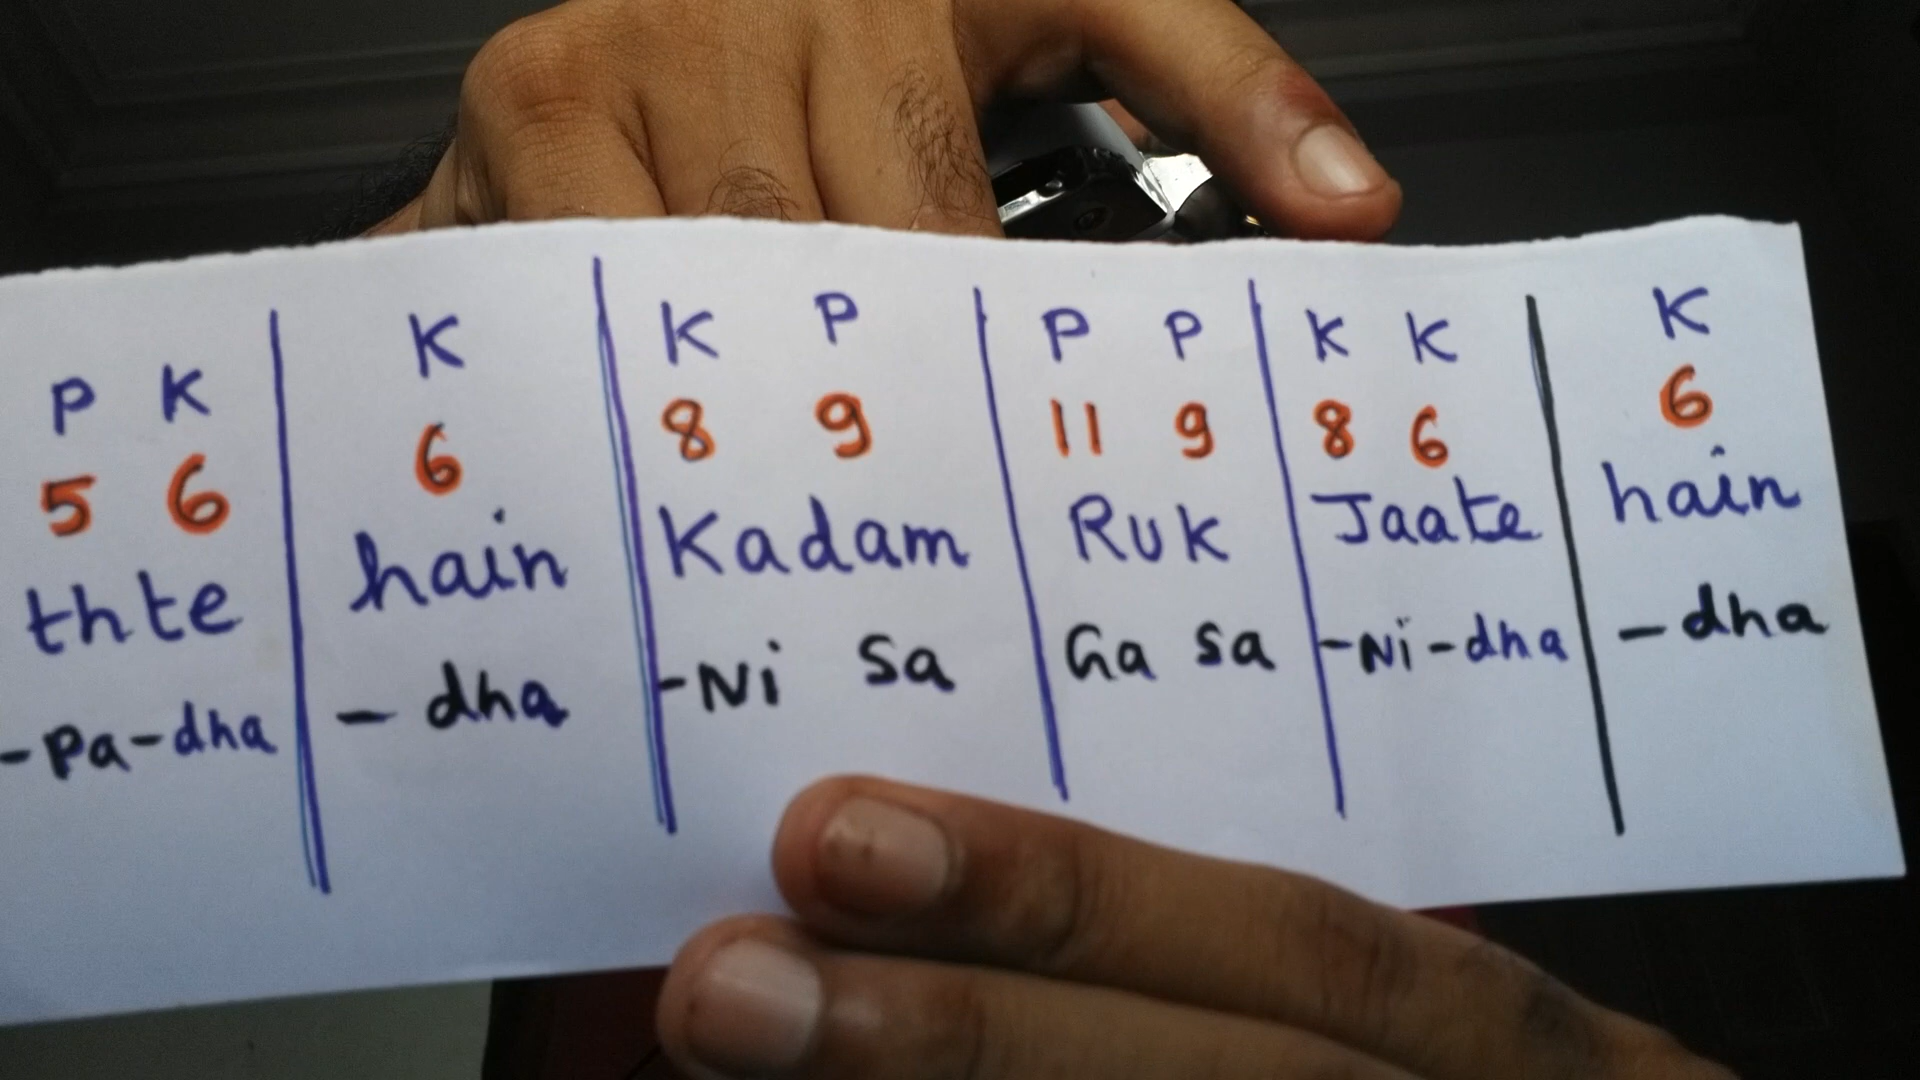 P K | K | K P | P P | K K | K
5 6 | 6 | 8 9 | 11 9 | 8 6 | 6
thte | hain | Kadam | Ruk | Jaate | hain
-Pa-dha | - dha | -Ni Sa | Ga Sa | -Ni-dha | - dha